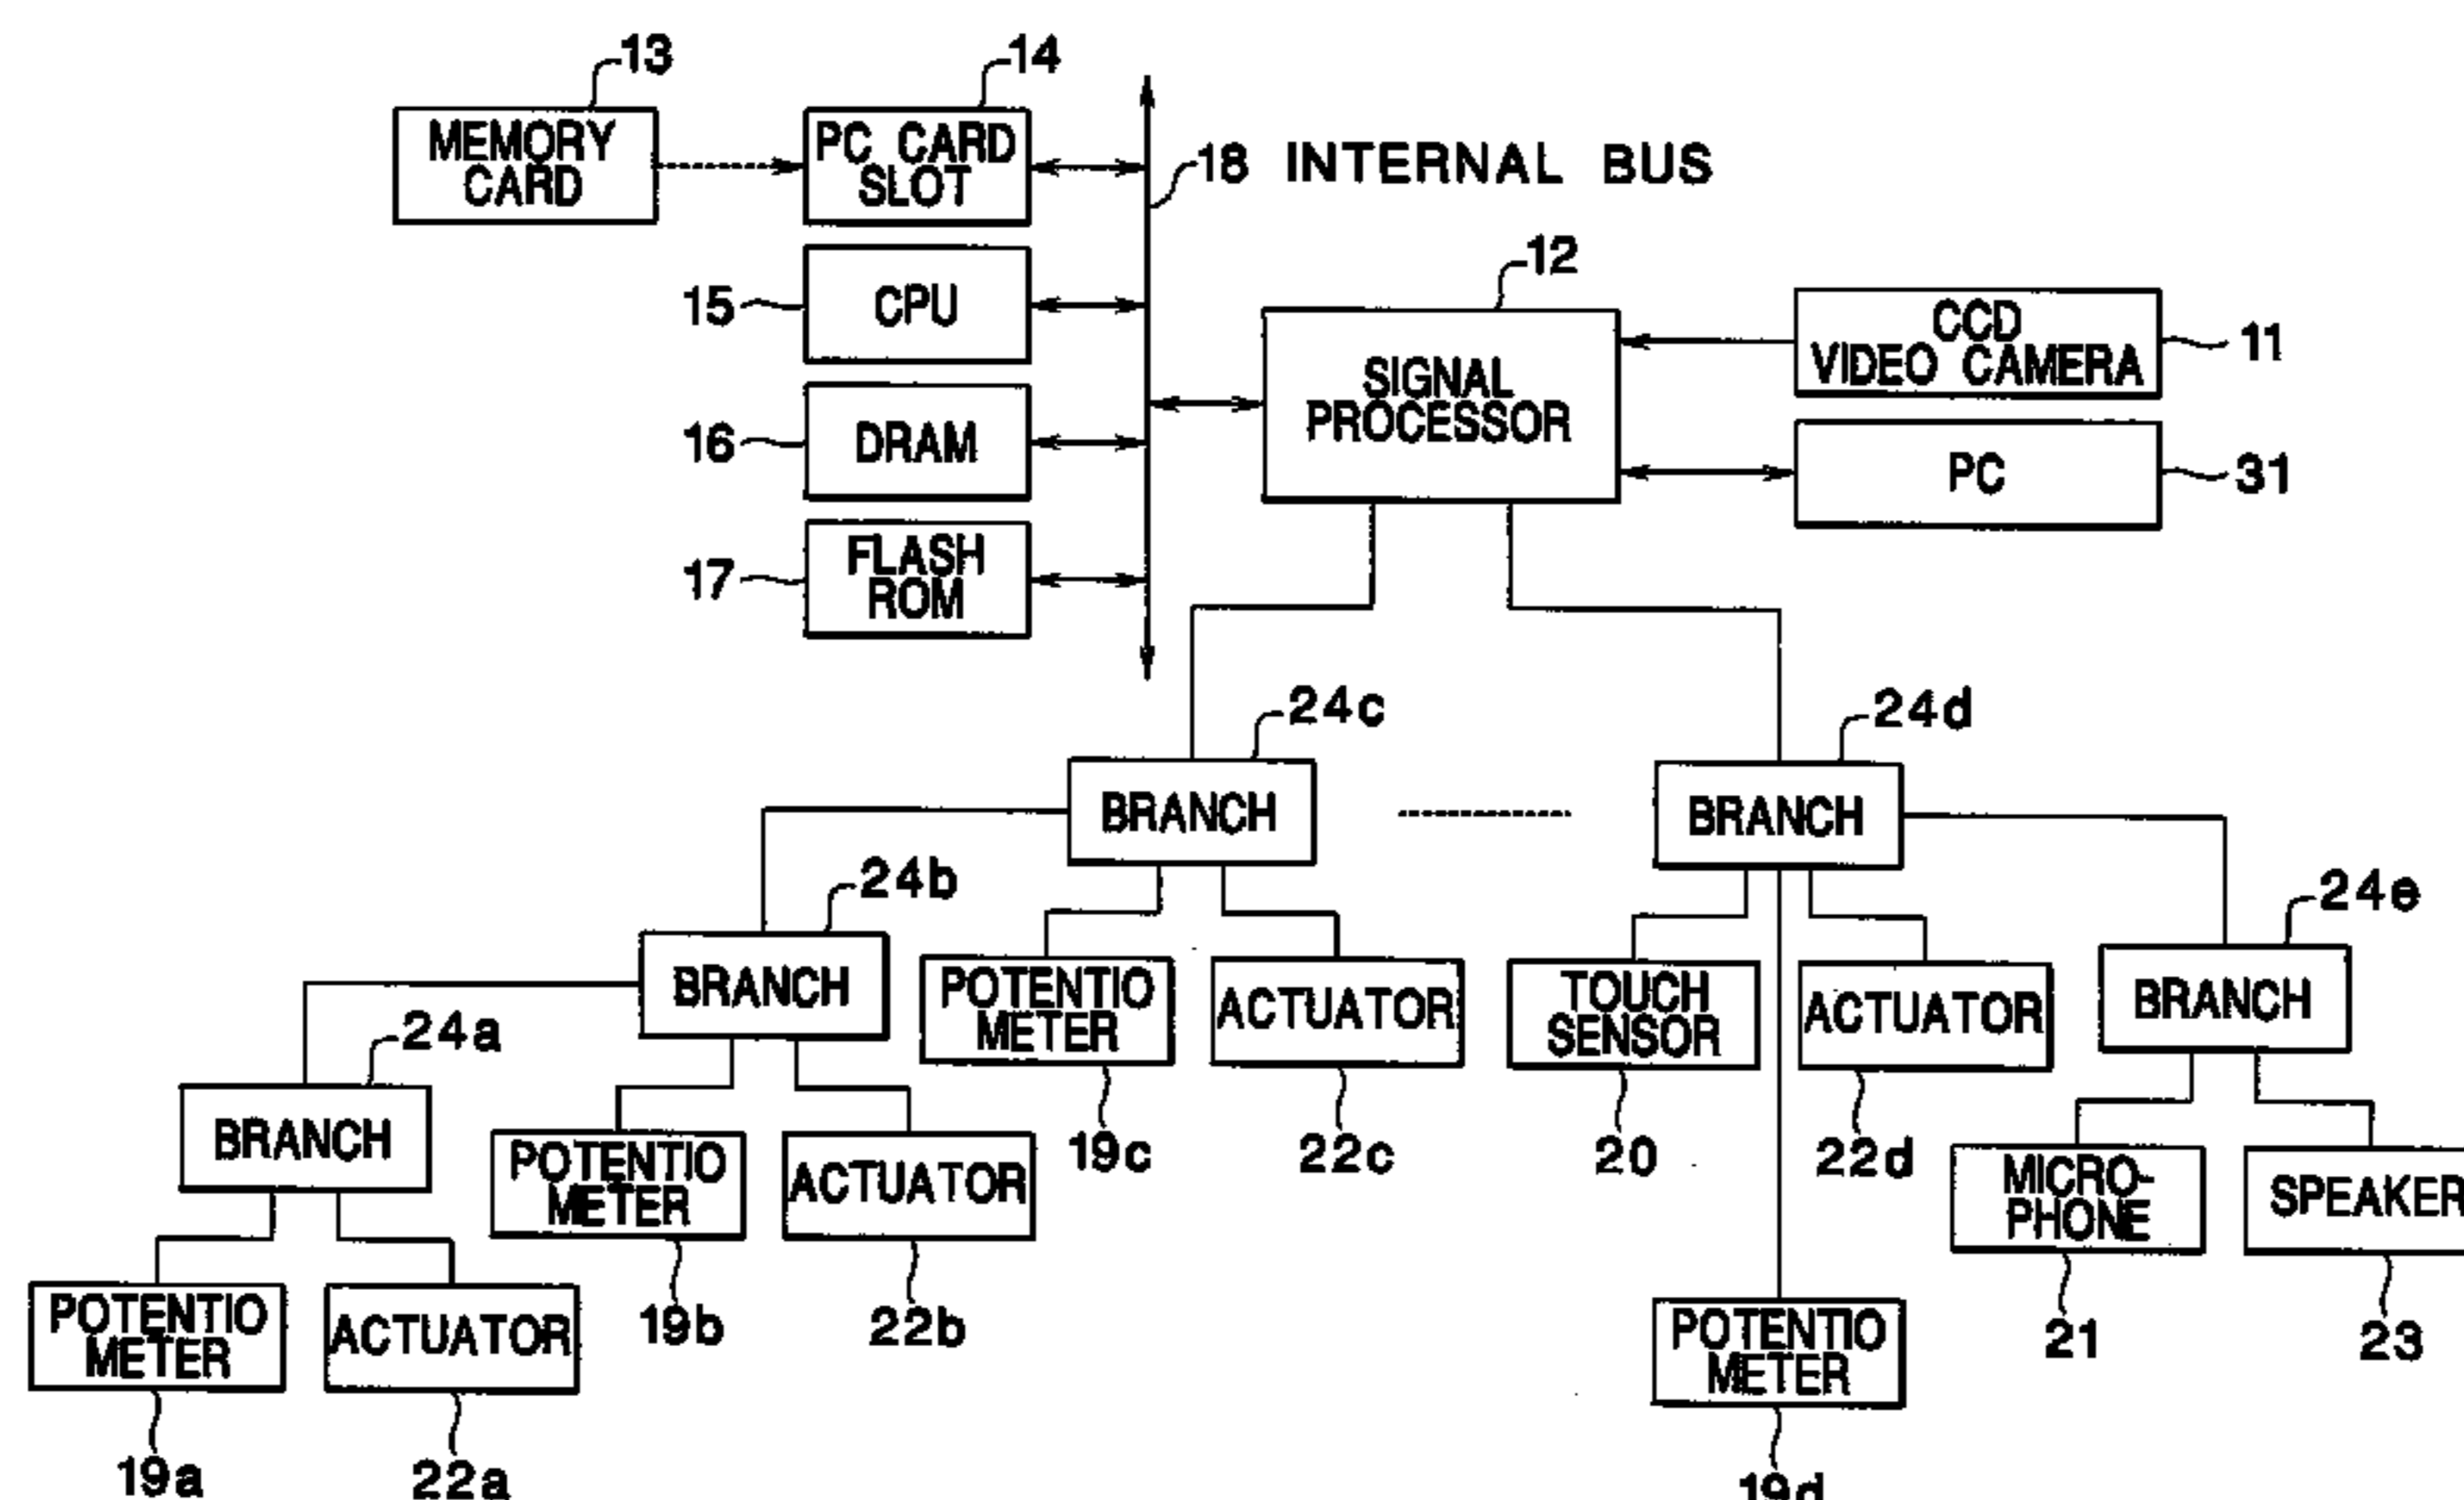 13
14
MEMORY
CARD
PC CARD
SLOT
18 INTERNAL BUS
12
15
CPU
CCD
VIDEO CAMERA
11
SIGNAL
PROCESSOR
16
DRAM
PC
31
17
FLASH
ROM
24c
24d
BRANCH
BRANCH
24b
24e
BRANCH
POTENTIO
METER
ACTUATOR
TOUCH
SENSOR
ACTUATOR
BRANCH
24a
BRANCH
POTENTIO
METER
ACTUATOR
19c
22c
20
22d
MICRO-
PHONE
SPEAKER
POTENTIO
METER
ACTUATOR
19b
22b
POTENTIO
METER
21
23
19a
22a
19d